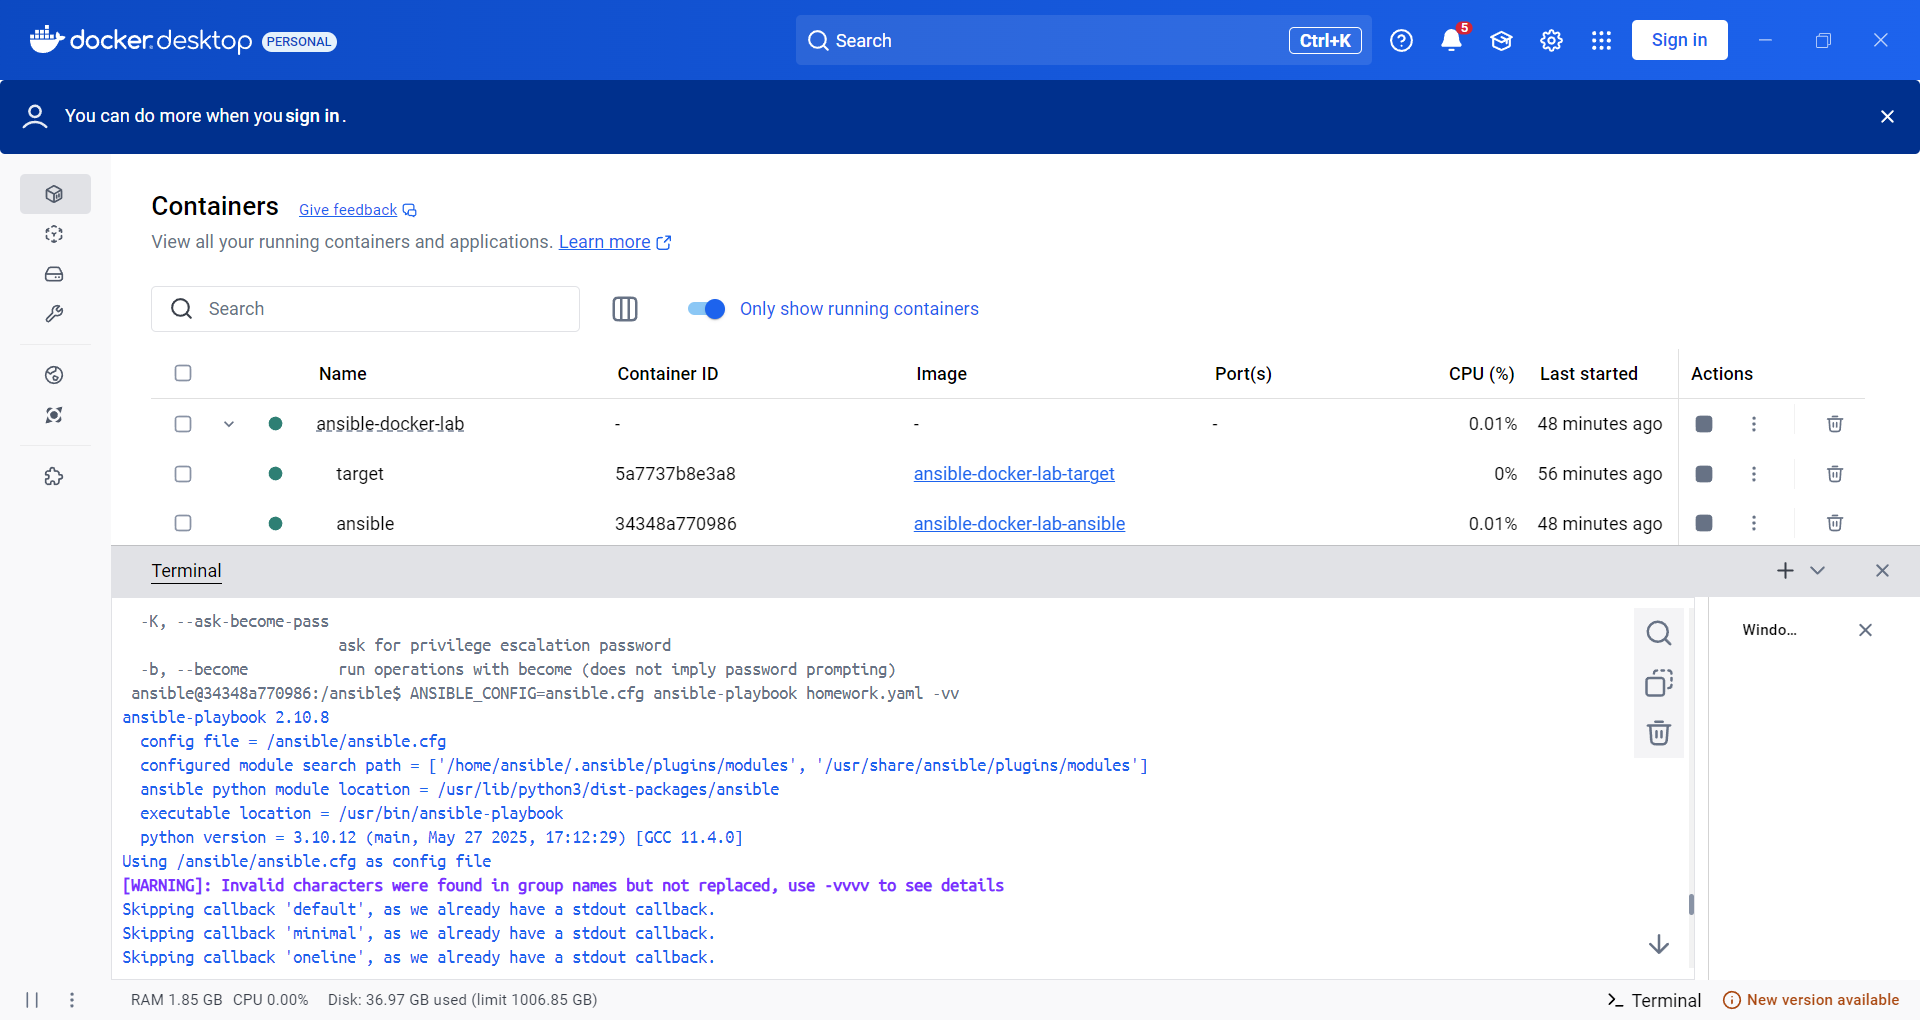 docker.desktop PERSONAL
Search
Ctrl+K
5
Sign in
You can do more when you sign in.
Containers
Give feedback
View all your running containers and applications. Learn more
Search
Only show running containers
Name Container ID Image Port(s) CPU (%) Last started Actions
ansible-docker-lab - - - 0.01% 48 minutes ago
target 5a7737b8e3a8 ansible-docker-lab-target 0% 56 minutes ago
ansible 34348a770986 ansible-docker-lab-ansible 0.01% 48 minutes ago
Terminal
-K, --ask-become-pass
ask for privilege escalation password
-b, --become run operations with become (does not imply password prompting)
ansible@34348a770986:/ansible$ ANSIBLE_CONFIG=ansible.cfg ansible-playbook homework.yaml -vv
ansible-playbook 2.10.8
config file = /ansible/ansible.cfg
configured module search path = ['/home/ansible/.ansible/plugins/modules', '/usr/share/ansible/plugins/modules']
ansible python module location = /usr/lib/python3/dist-packages/ansible
executable location = /usr/bin/ansible-playbook
python version = 3.10.12 (main, May 27 2025, 17:12:29) [GCC 11.4.0]
Using /ansible/ansible.cfg as config file
[WARNING]: Invalid characters were found in group names but not replaced, use -vvvv to see details
Skipping callback 'default', as we already have a stdout callback.
Skipping callback 'minimal', as we already have a stdout callback.
Skipping callback 'oneline', as we already have a stdout callback.
Windo...
RAM 1.85 GB CPU 0.00% Disk: 36.97 GB used (limit 1006.85 GB)
Terminal
New version available